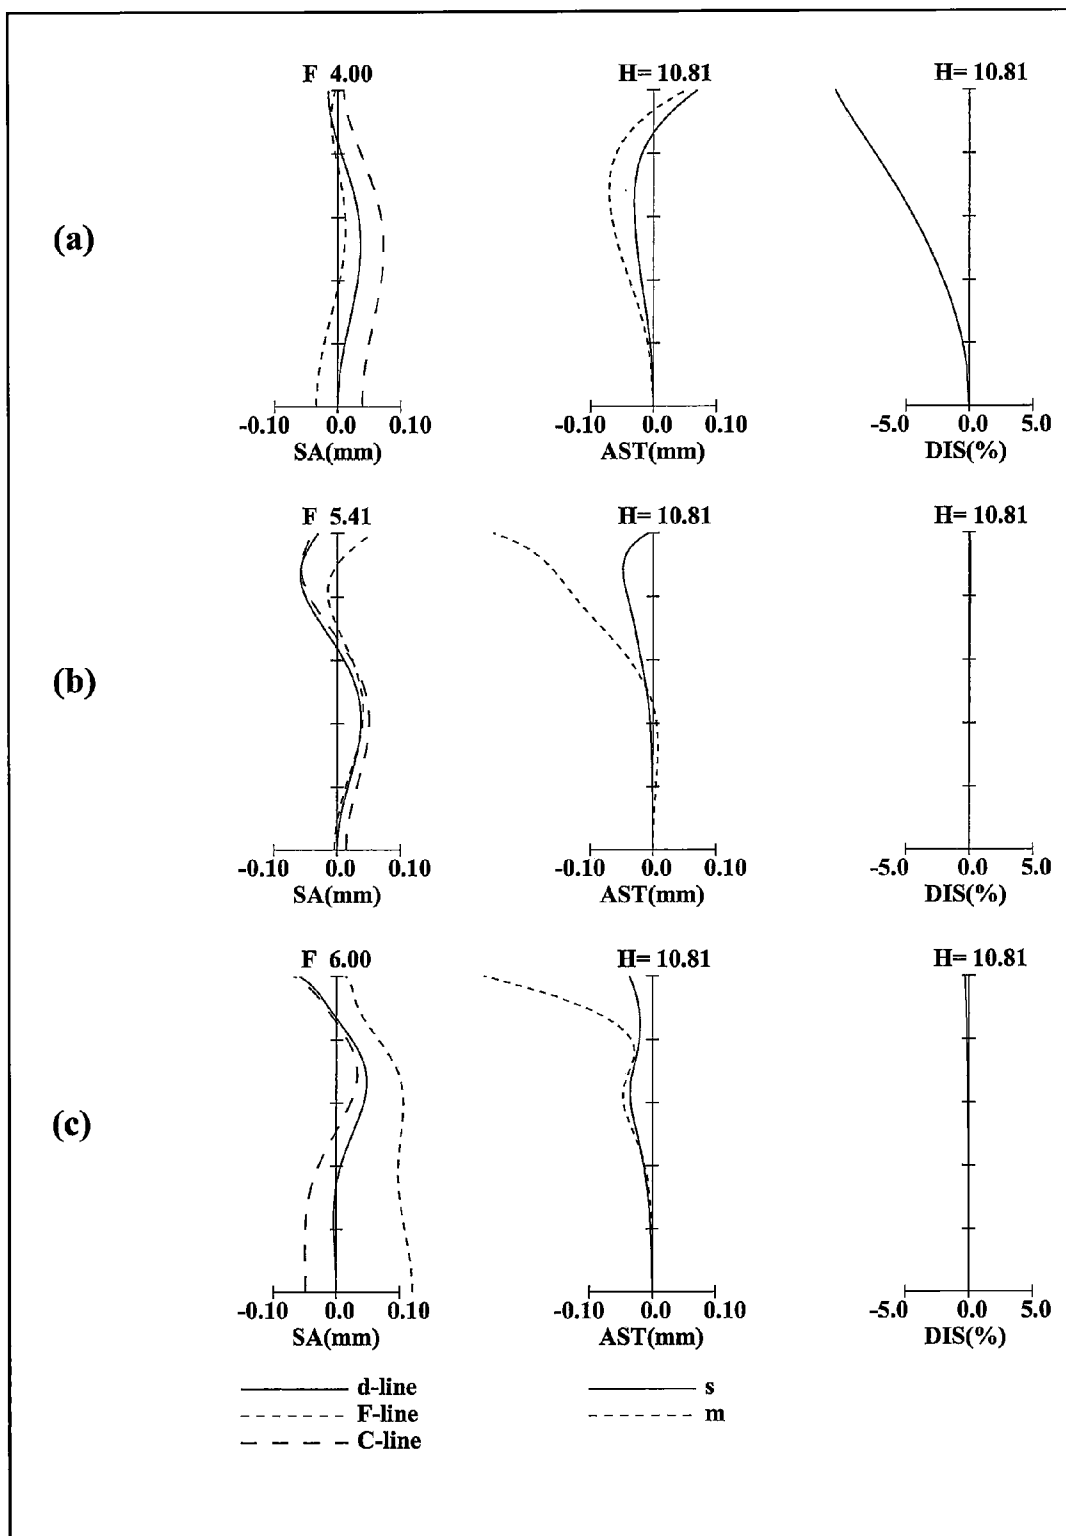 F 4.00 H= 10.81 H= 10.81
(a)
-0.10 0.0 0.10 -0.10 0.0 0.10 -5.0 0.0 5.0
SA(mm) AST(mm) DIS(%)
F 5.41 H= 10.81 H= 10.81
(b)
-0.10 0.0 0.10 -0.10 0.0 0.10 -5.0 0.0 5.0
SA(mm) AST(mm) DIS(%)
F 6.00 H= 10.81 H= 10.81
(c)
-0.10 0.0 0.10 -0.10 0.0 0.10 -5.0 0.0 5.0
SA(mm) AST(mm) DIS(%)
d-line s
F-line m
C-line